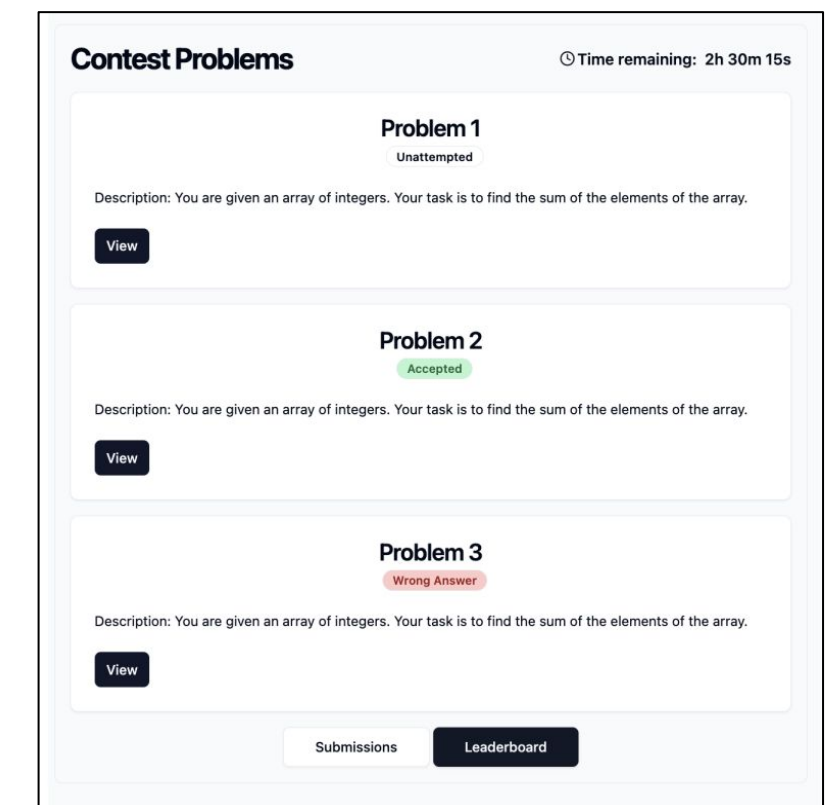 Contest Problems
Time remaining: 2h 30m 15s
Problem 1
Unattempted
Description: You are given an array of integers. Your task is to find the sum of the elements of the array.
View
Problem 2
Accepted
Description: You are given an array of integers. Your task is to find the sum of the elements of the array.
View
Problem 3
Wrong Answer
Description: You are given an array of integers. Your task is to find the sum of the elements of the array.
View
Submissions
Leaderboard